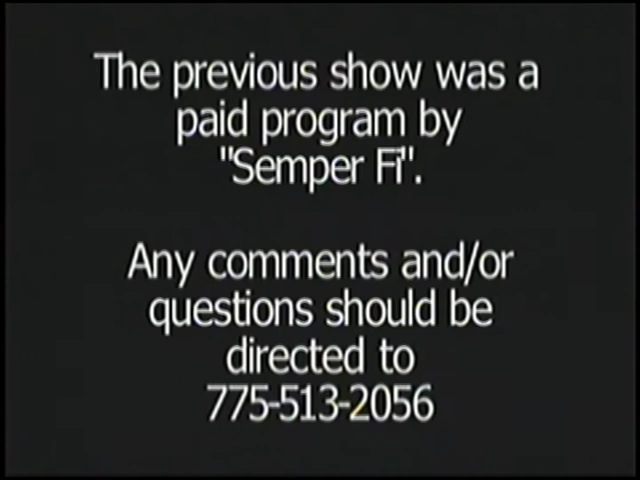 The previous show was a
paid program by
"Semper Fi".
Any comments and/or
questions should be
directed to
775-513-2056